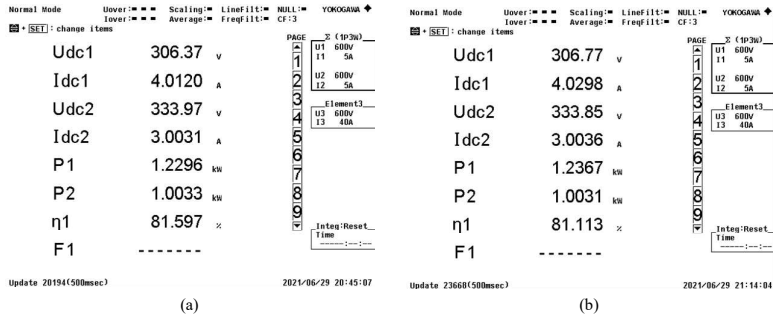 Normal Mode Uover:■ ■ ■ Scaling:■ LineFilt:■ NULL:■ YOKOGAWA ◆
Iover:■ ■ ■ Average:■ FreqFilt:■ CF:3
+ SET : change items
PAGE
Udc1 306.37 V
Idc1 4.0120 A
Udc2 333.97 V
Idc2 3.0031 A
P1 1.2296 kW
P2 1.0033 kW
η1 81.597 %
F1 -------
1
2
3
4
5
6
7
8
9
Σ (1P3W)
U1 600V
I1 5A
U2 600V
I2 5A
Element3
U3 600V
I3 40A
Integ:Reset
Time
-----:--:--
Update 20194(500msec) 2021/06/29 20:45:07
(a)
Normal Mode Uover:■ ■ ■ Scaling:■ LineFilt:■ NULL:■ YOKOGAWA ◆
Iover:■ ■ ■ Average:■ FreqFilt:■ CF:3
+ SET : change items
PAGE
Udc1 306.77 V
Idc1 4.0298 A
Udc2 333.85 V
Idc2 3.0036 A
P1 1.2367 kW
P2 1.0031 kW
η1 81.113 %
F1 -------
1
2
3
4
5
6
7
8
9
Σ (1P3W)
U1 600V
I1 5A
U2 600V
I2 5A
Element3
U3 600V
I3 40A
Integ:Reset
Time
-----:--:--
Update 23668(500msec) 2021/06/29 21:14:04
(b)